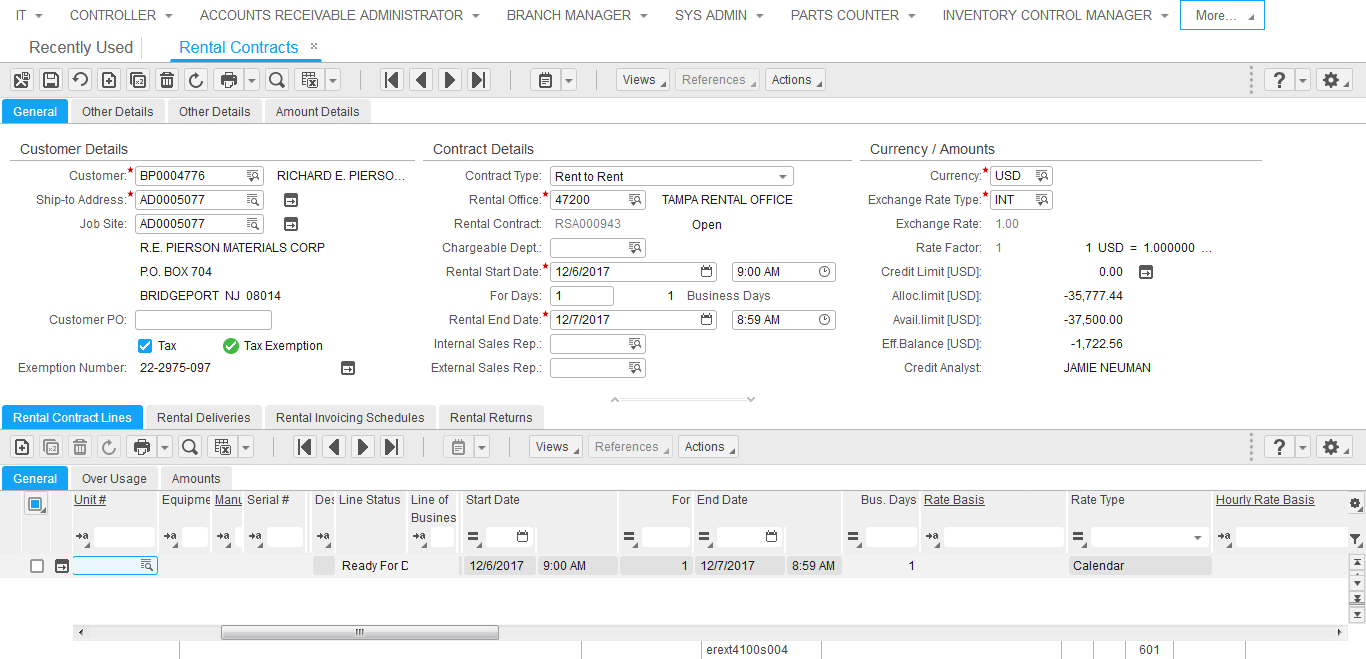 IT CONTROLLER ACCOUNTS RECEIVABLE ADMINISTRATOR BRANCH MANAGER SYS ADMIN PARTS COUNTER INVENTORY CONTROL MANAGER More...
Recently Used Rental Contracts ×
Views References Actions ?
General Other Details Other Details Amount Details
Customer Details Contract Details Currency / Amounts
Customer:* BP0004776 RICHARD E. PIERSO... Contract Type: Rent to Rent Currency:* USD
Ship-to Address:* AD0005077 Rental Office:* 47200 TAMPA RENTAL OFFICE Exchange Rate Type:* INT
Job Site: AD0005077 Rental Contract: RSA000943 Open Exchange Rate: 1.00
R.E. PIERSON MATERIALS CORP Chargeable Dept.: Rate Factor: 1 1 USD = 1.000000 ...
P.O. BOX 704 Rental Start Date:* 12/6/2017 9:00 AM Credit Limit [USD]: 0.00
BRIDGEPORT NJ 08014 For Days: 1 1 Business Days Alloc.limit [USD]: -35,777.44
Customer PO: Rental End Date:* 12/7/2017 8:59 AM Avail.limit [USD]: -37,500.00
Tax Tax Exemption Internal Sales Rep.: Eff.Balance [USD]: -1,722.56
Exemption Number: 22-2975-097 External Sales Rep.: Credit Analyst: JAMIE NEUMAN
Rental Contract Lines Rental Deliveries Rental Invoicing Schedules Rental Returns
Views References Actions ?
General Over Usage Amounts
Unit # Equipme Manu Serial # Des Line Status Line of Start Date For End Date Bus. Days Rate Basis Rate Type Hourly Rate Basis
Busines
Ready For D 12/6/2017 9:00 AM 1 12/7/2017 8:59 AM 1 Calendar
erext4100s004 601